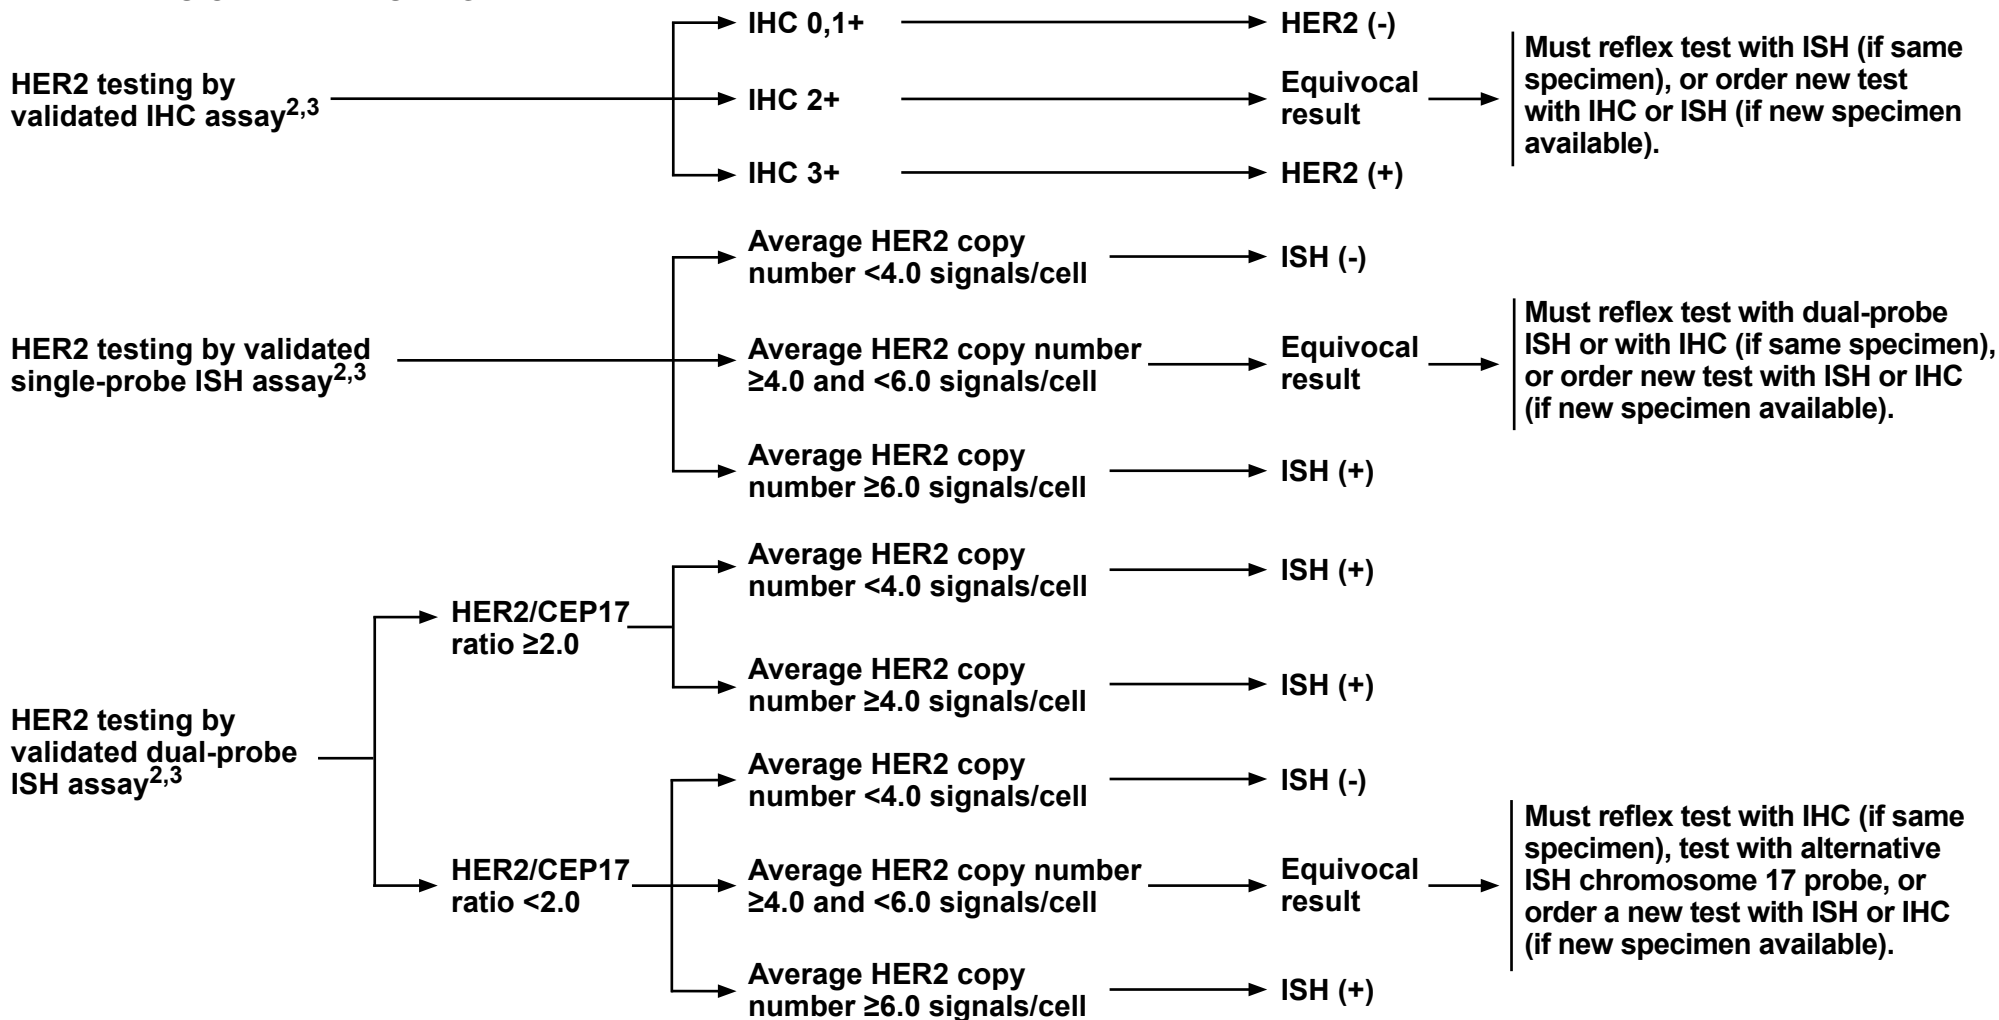 HER2 testing by
validated IHC assay2,3
IHC 0,1+
HER2 (-)
IHC 2+
Equivocal
result
Must reflex test with ISH (if same
specimen), or order new test
with IHC or ISH (if new specimen
available).
IHC 3+
HER2 (+)
HER2 testing by validated
single-probe ISH assay2,3
Average HER2 copy
number <4.0 signals/cell
ISH (-)
Average HER2 copy number
≥4.0 and <6.0 signals/cell
Equivocal
result
Must reflex test with dual-probe
ISH or with IHC (if same specimen),
or order new test with ISH or IHC
(if new specimen available).
Average HER2 copy
number ≥6.0 signals/cell
ISH (+)
HER2 testing by
validated dual-probe
ISH assay2,3
HER2/CEP17
ratio ≥2.0
Average HER2 copy
number <4.0 signals/cell
ISH (+)
Average HER2 copy
number ≥4.0 signals/cell
ISH (+)
HER2/CEP17
ratio <2.0
Average HER2 copy
number <4.0 signals/cell
ISH (-)
Average HER2 copy number
≥4.0 and <6.0 signals/cell
Equivocal
result
Must reflex test with IHC (if same
specimen), test with alternative
ISH chromosome 17 probe, or
order a new test with ISH or IHC
(if new specimen available).
Average HER2 copy
number ≥6.0 signals/cell
ISH (+)